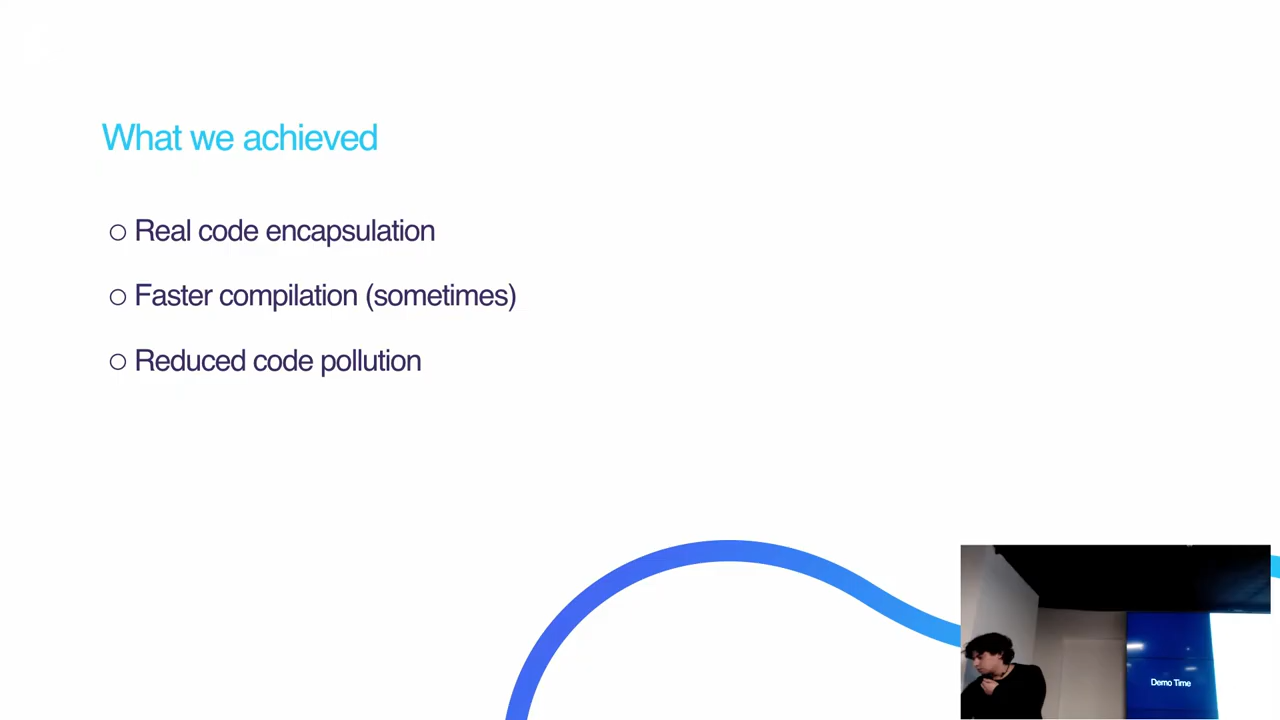 What we achieved
Real code encapsulation
Faster compilation (sometimes)
Reduced code pollution
Demo Time